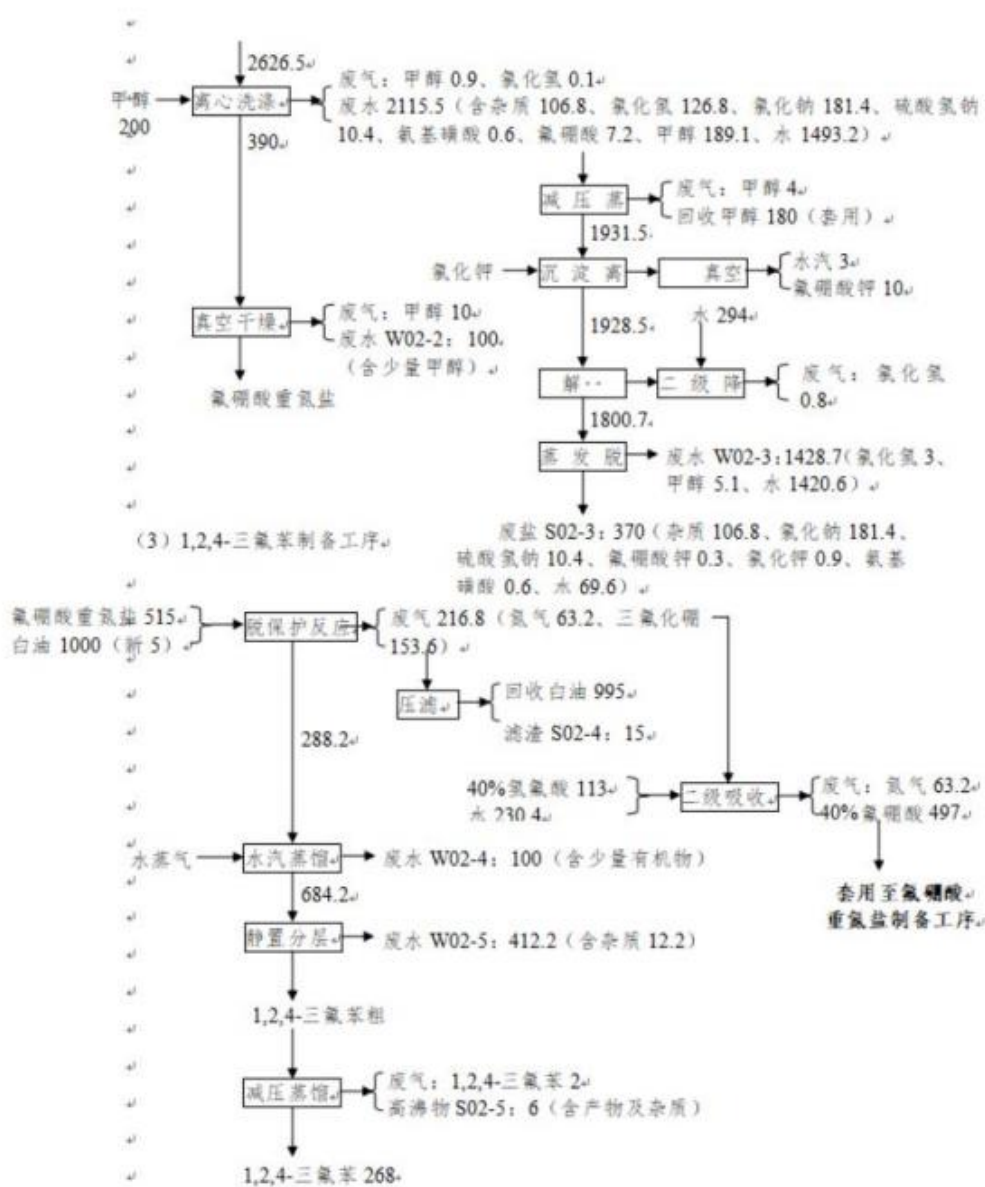 2626.5
甲醇
200
离心洗涤
废气：甲醇 0.9、氯化氢 0.1
废水 2115.5（含杂质 106.8、氯化氢 126.8、氯化钠 181.4、硫酸氢钠
10.4、氨基磺酸 0.6、氟硼酸 7.2、甲醇 189.1、水 1493.2）
390
减 压 蒸
废气：甲醇 4
回收甲醇 180（套用）
1931.5
氯化钾
沉 淀 离
真空
水汽 3
氟硼酸钾 10
真空干燥
废气：甲醇 10
废水 W02-2：100
（含少量甲醇）
1928.5
水 294
氟硼酸重氮盐
解··
二 级 降
废气：氯化氢
0.8
1800.7
蒸 发 脱
废水 W02-3:1428.7(氯化氢 3、
甲醇 5.1、水 1420.6）
废盐 S02-3：370（杂质 106.8、氯化钠 181.4、
硫酸氢钠 10.4、氟硼酸钾 0.3、氯化钾 0.9、氨基
磺酸 0.6、水 69.6）
（3）1,2,4-三氟苯制备工序
氟硼酸重氮盐 515
白油 1000（新 5）
脱保护反应
废气 216.8（氮气 63.2、三氟化硼
153.6）
压滤
回收白油 995
滤渣 S02-4：15
288.2
40%氢氟酸 113
水 230.4
二级吸收
废气：氮气 63.2
40%氟硼酸 497
水蒸气
水汽蒸馏
废水 W02-4：100（含少量有机物）
套用至氟硼酸
重氮盐制备工序
684.2
静置分层
废水 W02-5：412.2（含杂质 12.2）
1,2,4-三氟苯粗
减压蒸馏
废气：1,2,4-三氟苯 2
高沸物 S02-5：6（含产物及杂质）
1,2,4-三氟苯 268